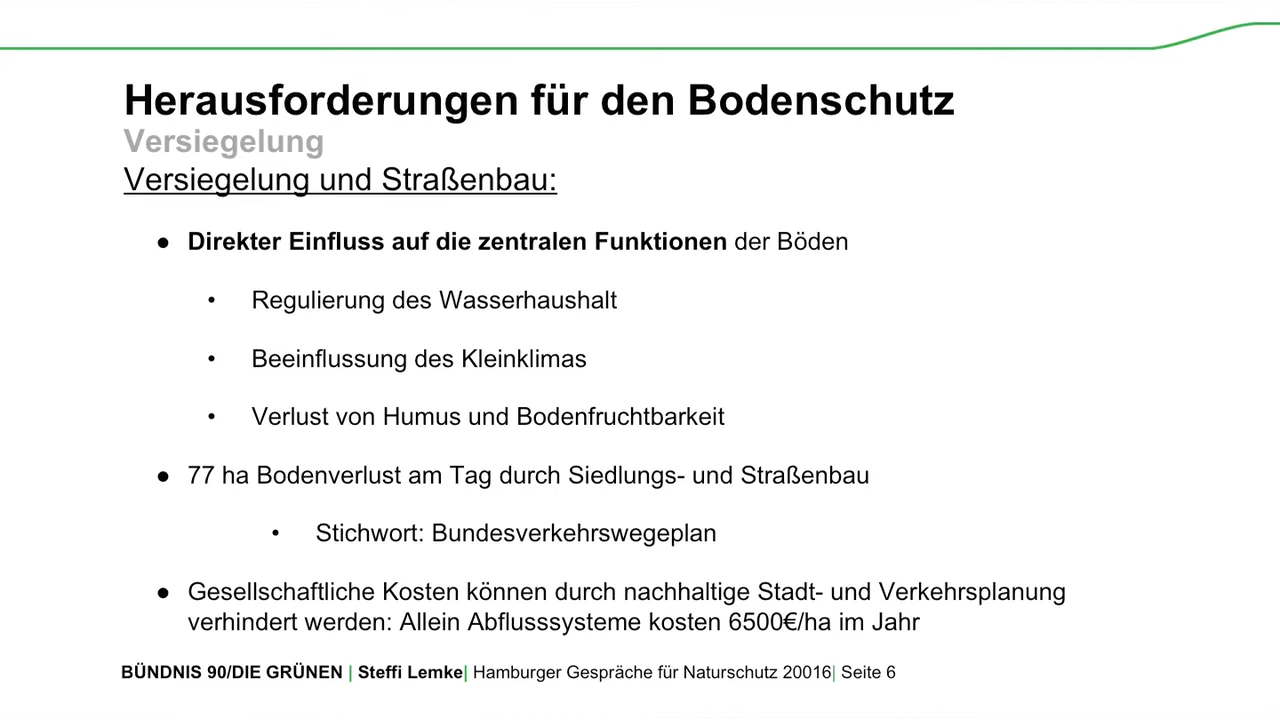 Herausforderungen für den Bodenschutz
Versiegelung
Versiegelung und Straßenbau:
● Direkter Einfluss auf die zentralen Funktionen der Böden
• Regulierung des Wasserhaushalt
• Beeinflussung des Kleinklimas
• Verlust von Humus und Bodenfruchtbarkeit
● 77 ha Bodenverlust am Tag durch Siedlungs- und Straßenbau
• Stichwort: Bundesverkehrswegeplan
● Gesellschaftliche Kosten können durch nachhaltige Stadt- und Verkehrsplanung
verhindert werden: Allein Abflusssysteme kosten 6500€/ha im Jahr
BÜNDNIS 90/DIE GRÜNEN | Steffi Lemke| Hamburger Gespräche für Naturschutz 20016| Seite 6